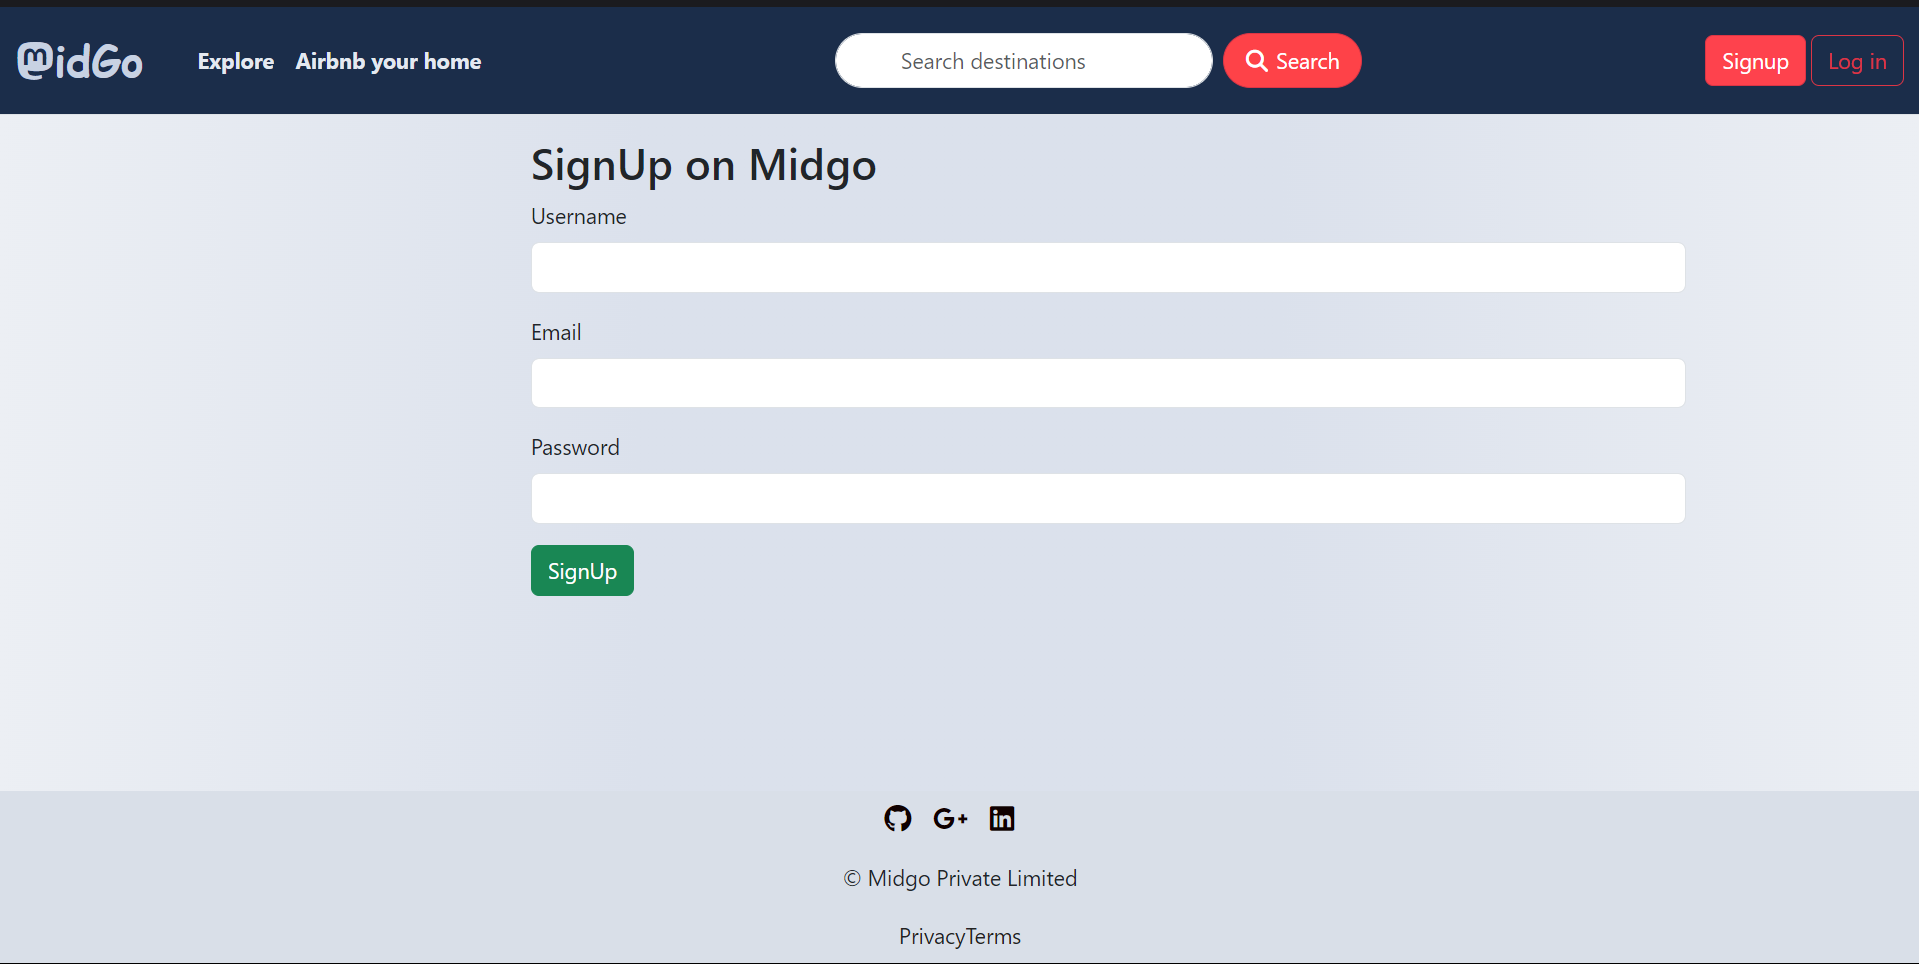 MidGo Explore Airbnb your home Search destinations Search Signup Log in
SignUp on Midgo
Username
Email
Password
SignUp
G+ in
© Midgo Private Limited
PrivacyTerms